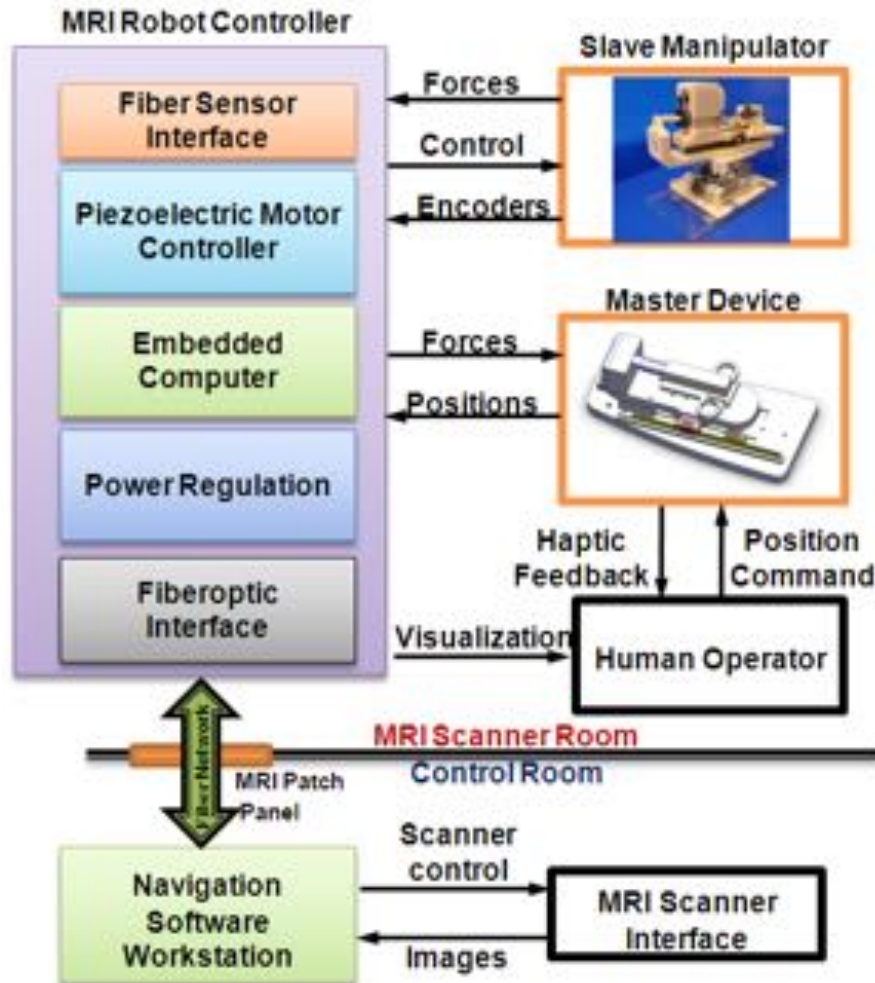 MRI Robot Controller
Fiber Sensor
Interface
Piezoelectric Motor
Controller
Embedded
Computer
Power Regulation
Fiberoptic
Interface
Slave Manipulator
Forces
Control
Encoders
Master Device
Forces
Positions
Haptic
Feedback
Position
Command
Visualization
Human Operator
MRI Scanner Room
Control Room
Fiber Network
MRI Patch
Panel
Navigation
Software
Workstation
Scanner
control
Images
MRI Scanner
Interface